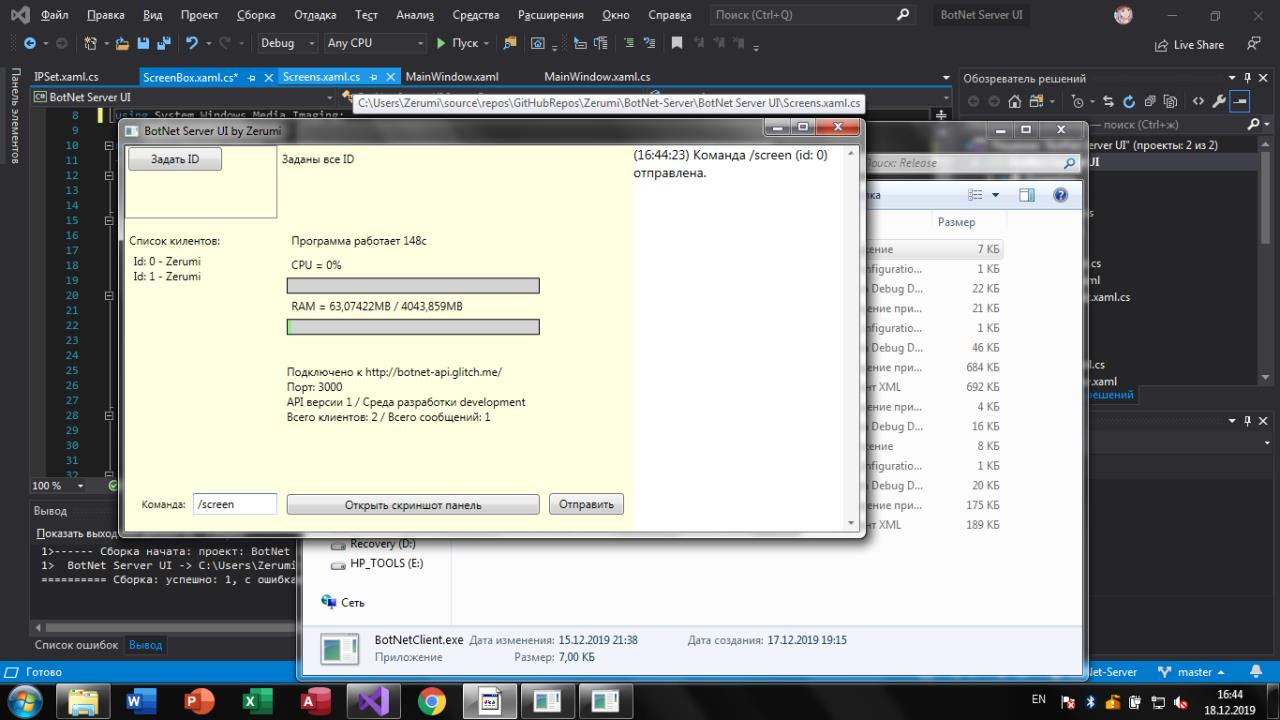 Файл Правка Вид Проект Сборка Отладка Тест Анализ Средства Расширения Окно Справка Поиск (Ctrl+Q) BotNet Server UI
Debug Any CPU Пуск Live Share
IPSet.xaml.cs ScreenBox.xaml.cs* Screens.xaml.cs MainWindow.xaml MainWindow.xaml.cs Обозреватель решений
Панель элементов
BotNet Server UI
C:\Users\Zerumi\source\repos\GitHubRepos\Zerumi\BotNet-Server\BotNet Server UI\Screens.xaml.cs
8 using System.Windows.Media.Imaging;
BotNet Server UI by Zerumi
— поиск (Ctrl+ж)
erver UI" (проекты: 2 из 2)
UI
Задать ID
Заданы все ID
(16:44:23) Команда /screen (id: 0)
отправлена.
Поиск: Release
Размер
Список килентов:
Id: 0 - Zerumi
Id: 1 - Zerumi
Программа работает 148с
CPU = 0%
RAM = 63,07422MB / 4043,859MB
Подключено к http://botnet-api.glitch.me/
Порт: 3000
API версии 1 / Среда разработки development
Всего клиентов: 2 / Всего сообщений: 1
Команда: /screen Открыть скриншот панель Отправить
10
11
12
13
14
15
16
17
18
19
20
21
22
23
24
25
26
27
28
29
30
31
32
ение 7 КБ
nfiguratio... 1 КБ
n Debug D... 22 КБ
ение при... 21 КБ
nfiguratio... 1 КБ
n Debug D... 46 КБ
ение при... 684 КБ
нт XML 692 КБ
ение при... 4 КБ
n Debug D... 16 КБ
ение 8 КБ
nfiguratio... 1 КБ
n Debug D... 20 КБ
ение при... 175 КБ
нт XML 189 КБ
.cs
.xaml.cs
l.cs
.xaml
решений
100 %
Вывод
Показать выход
1>------ Сборка начата: проект: BotNet
1> BotNet Server UI -> C:\Users\Zerumi
========== Сборка: успешно: 1, с ошибка
Recovery (D:)
HP_TOOLS (E:)
Сеть
BotNetClient.exe Дата изменения: 15.12.2019 21:38 Дата создания: 17.12.2019 19:15
Приложение Размер: 7,00 КБ
Список ошибок Вывод
Готово
Net-Server master
EN
16:44
18.12.2019